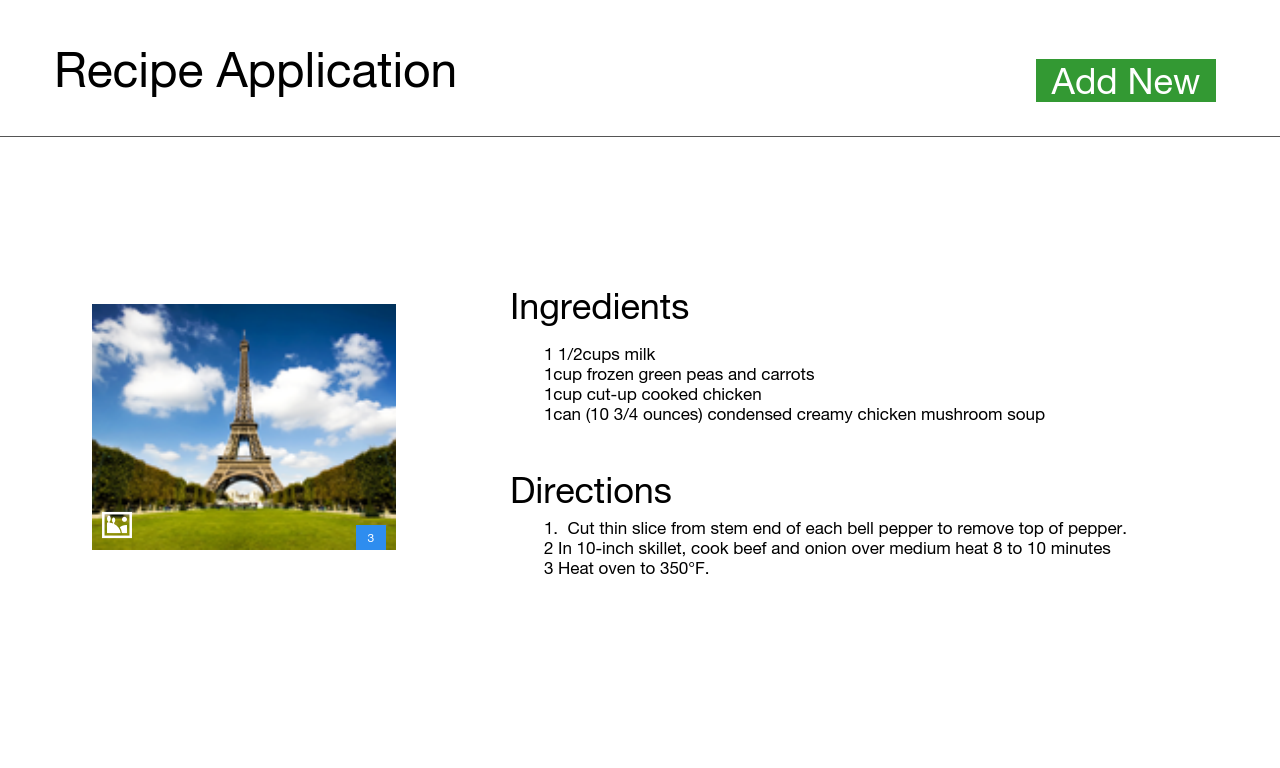 Recipe Application
Add New
Ingredients
1 1/2cups milk
1cup frozen green peas and carrots
1cup cut-up cooked chicken
1can (10 3/4 ounces) condensed creamy chicken mushroom soup
3
Directions
1.  Cut thin slice from stem end of each bell pepper to remove top of pepper.
2 In 10-inch skillet, cook beef and onion over medium heat 8 to 10 minutes
3 Heat oven to 350°F.